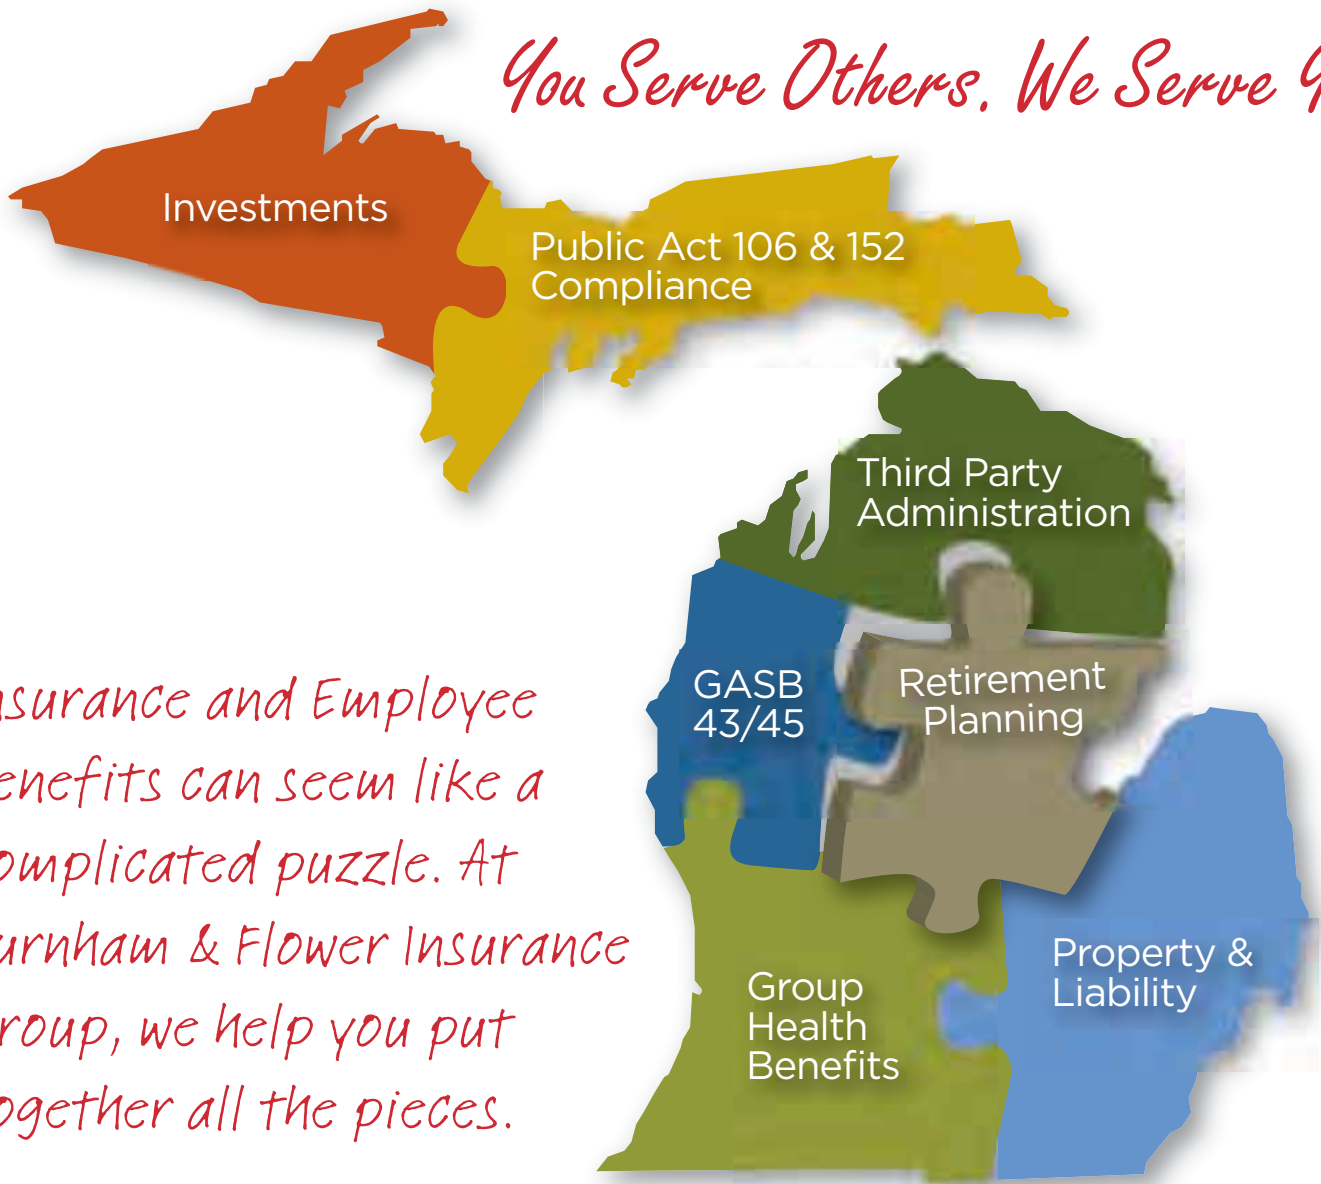 You Serve Others. We Serve
Investments
Public Act 106 & 152
Compliance
Third Party
Administration
GASB
43/45
Retirement
Planning
nsurance and Employee
enefits can seem like a
omplicated puzzle. At
urnham & Flower Insurance
roup, we help you put
ogether all the pieces.
Group
Health
Benefits
Property &
Liability